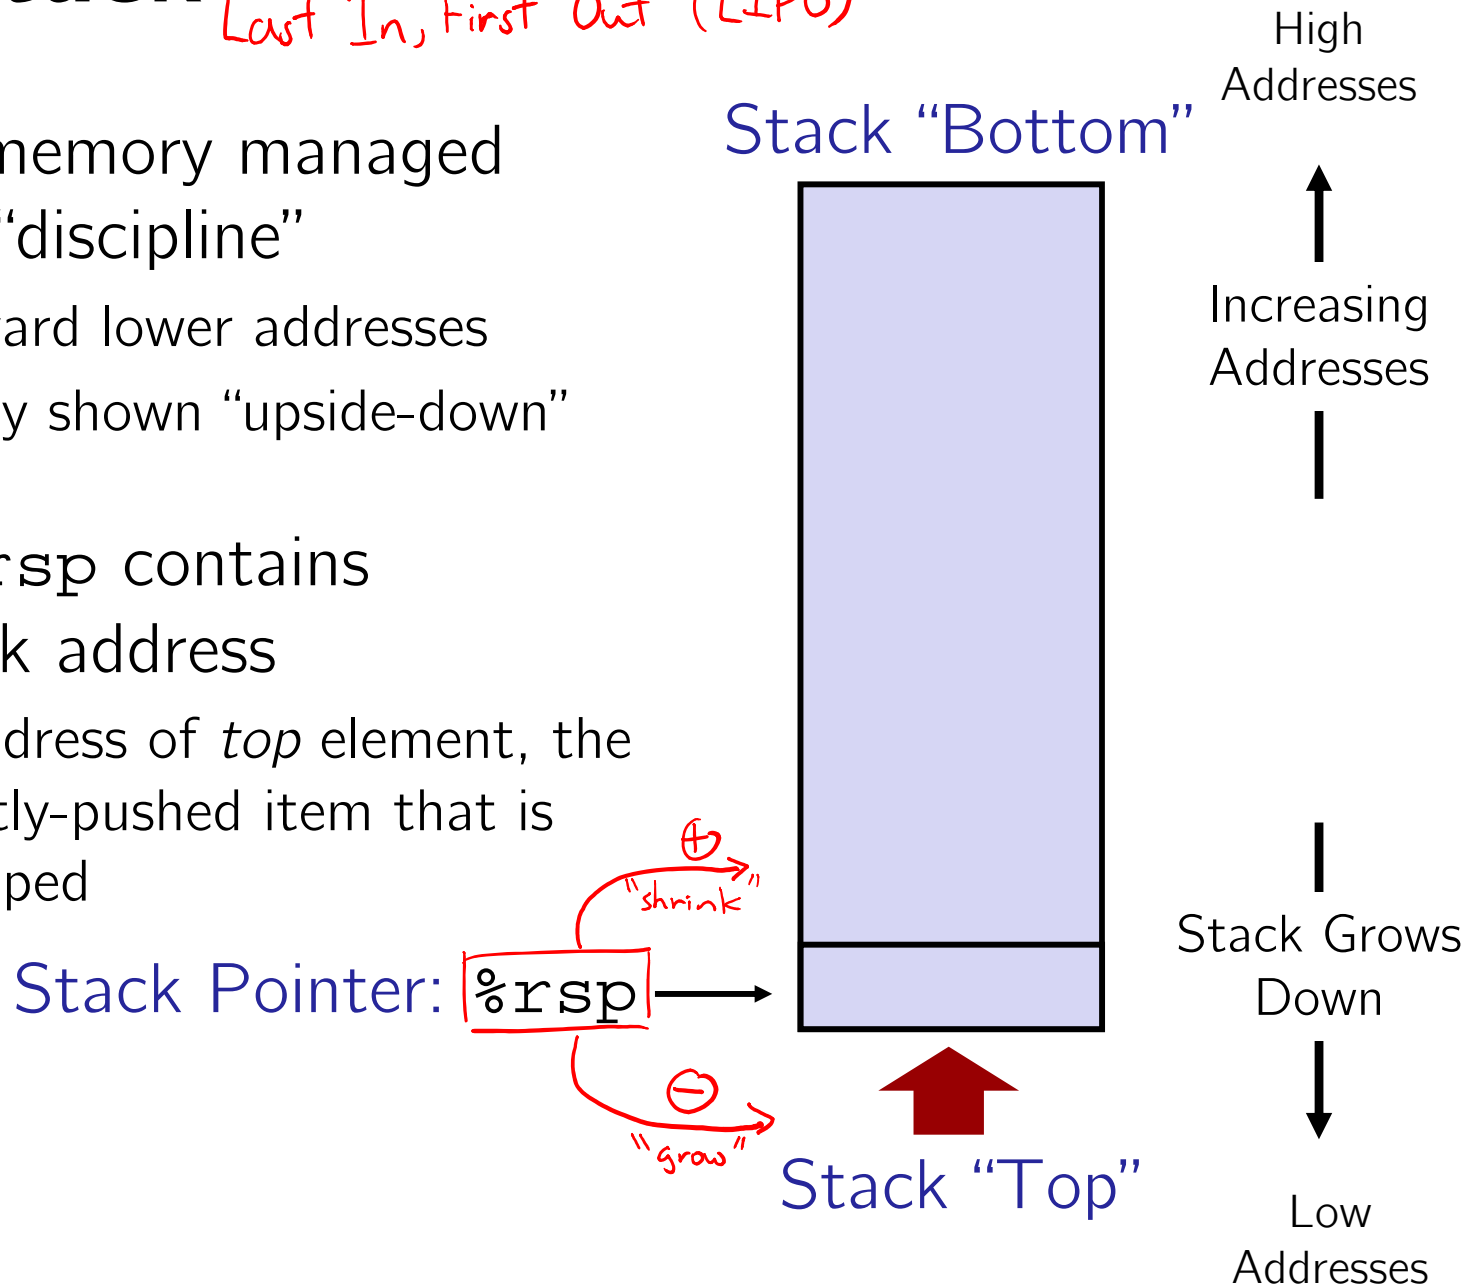 Last In, First Out (LIFO)
memory managed
“discipline”
ard lower addresses
y shown “upside-down”
rsp contains
k address
dress of top element, the
tly-pushed item that is
ped
Stack Pointer: %rsp
+
“shrink”
−
“grow”
Stack “Bottom”
Stack “Top”
High
Addresses
Increasing
Addresses
Stack Grows
Down
Low
Addresses